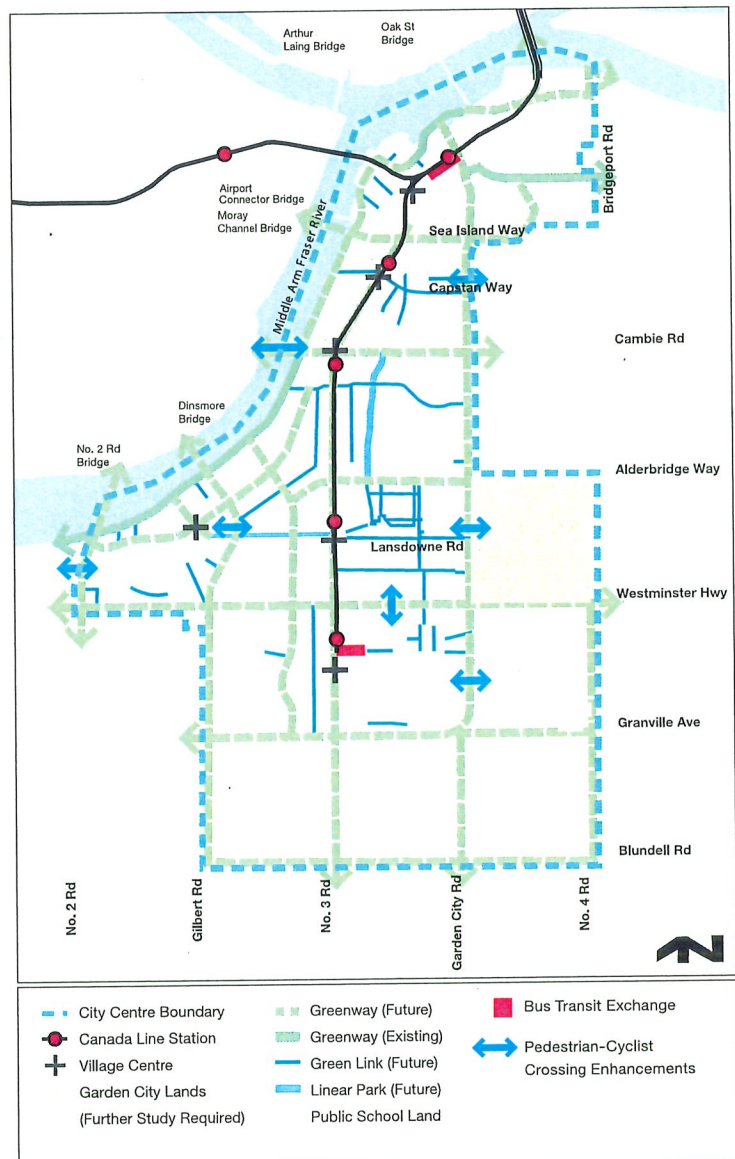 Arthur
Laing Bridge
Oak St
Bridge
Bridgeport Rd
Airport
Connector Bridge
Moray
Channel Bridge
Middle Arm Fraser River
Sea Island Way
Capstan Way
Cambie Rd
Dinsmore
Bridge
No. 2 Rd
Bridge
Alderbridge Way
Lansdowne Rd
Westminster Hwy
Granville Ave
Blundell Rd
No. 2 Rd
Gilbert Rd
No. 3 Rd
Garden City Rd
No. 4 Rd
N
City Centre Boundary
Canada Line Station
Village Centre
Garden City Lands
(Further Study Required)
Greenway (Future)
Greenway (Existing)
Green Link (Future)
Linear Park (Future)
Public School Land
Bus Transit Exchange
Pedestrian-Cyclist
Crossing Enhancements